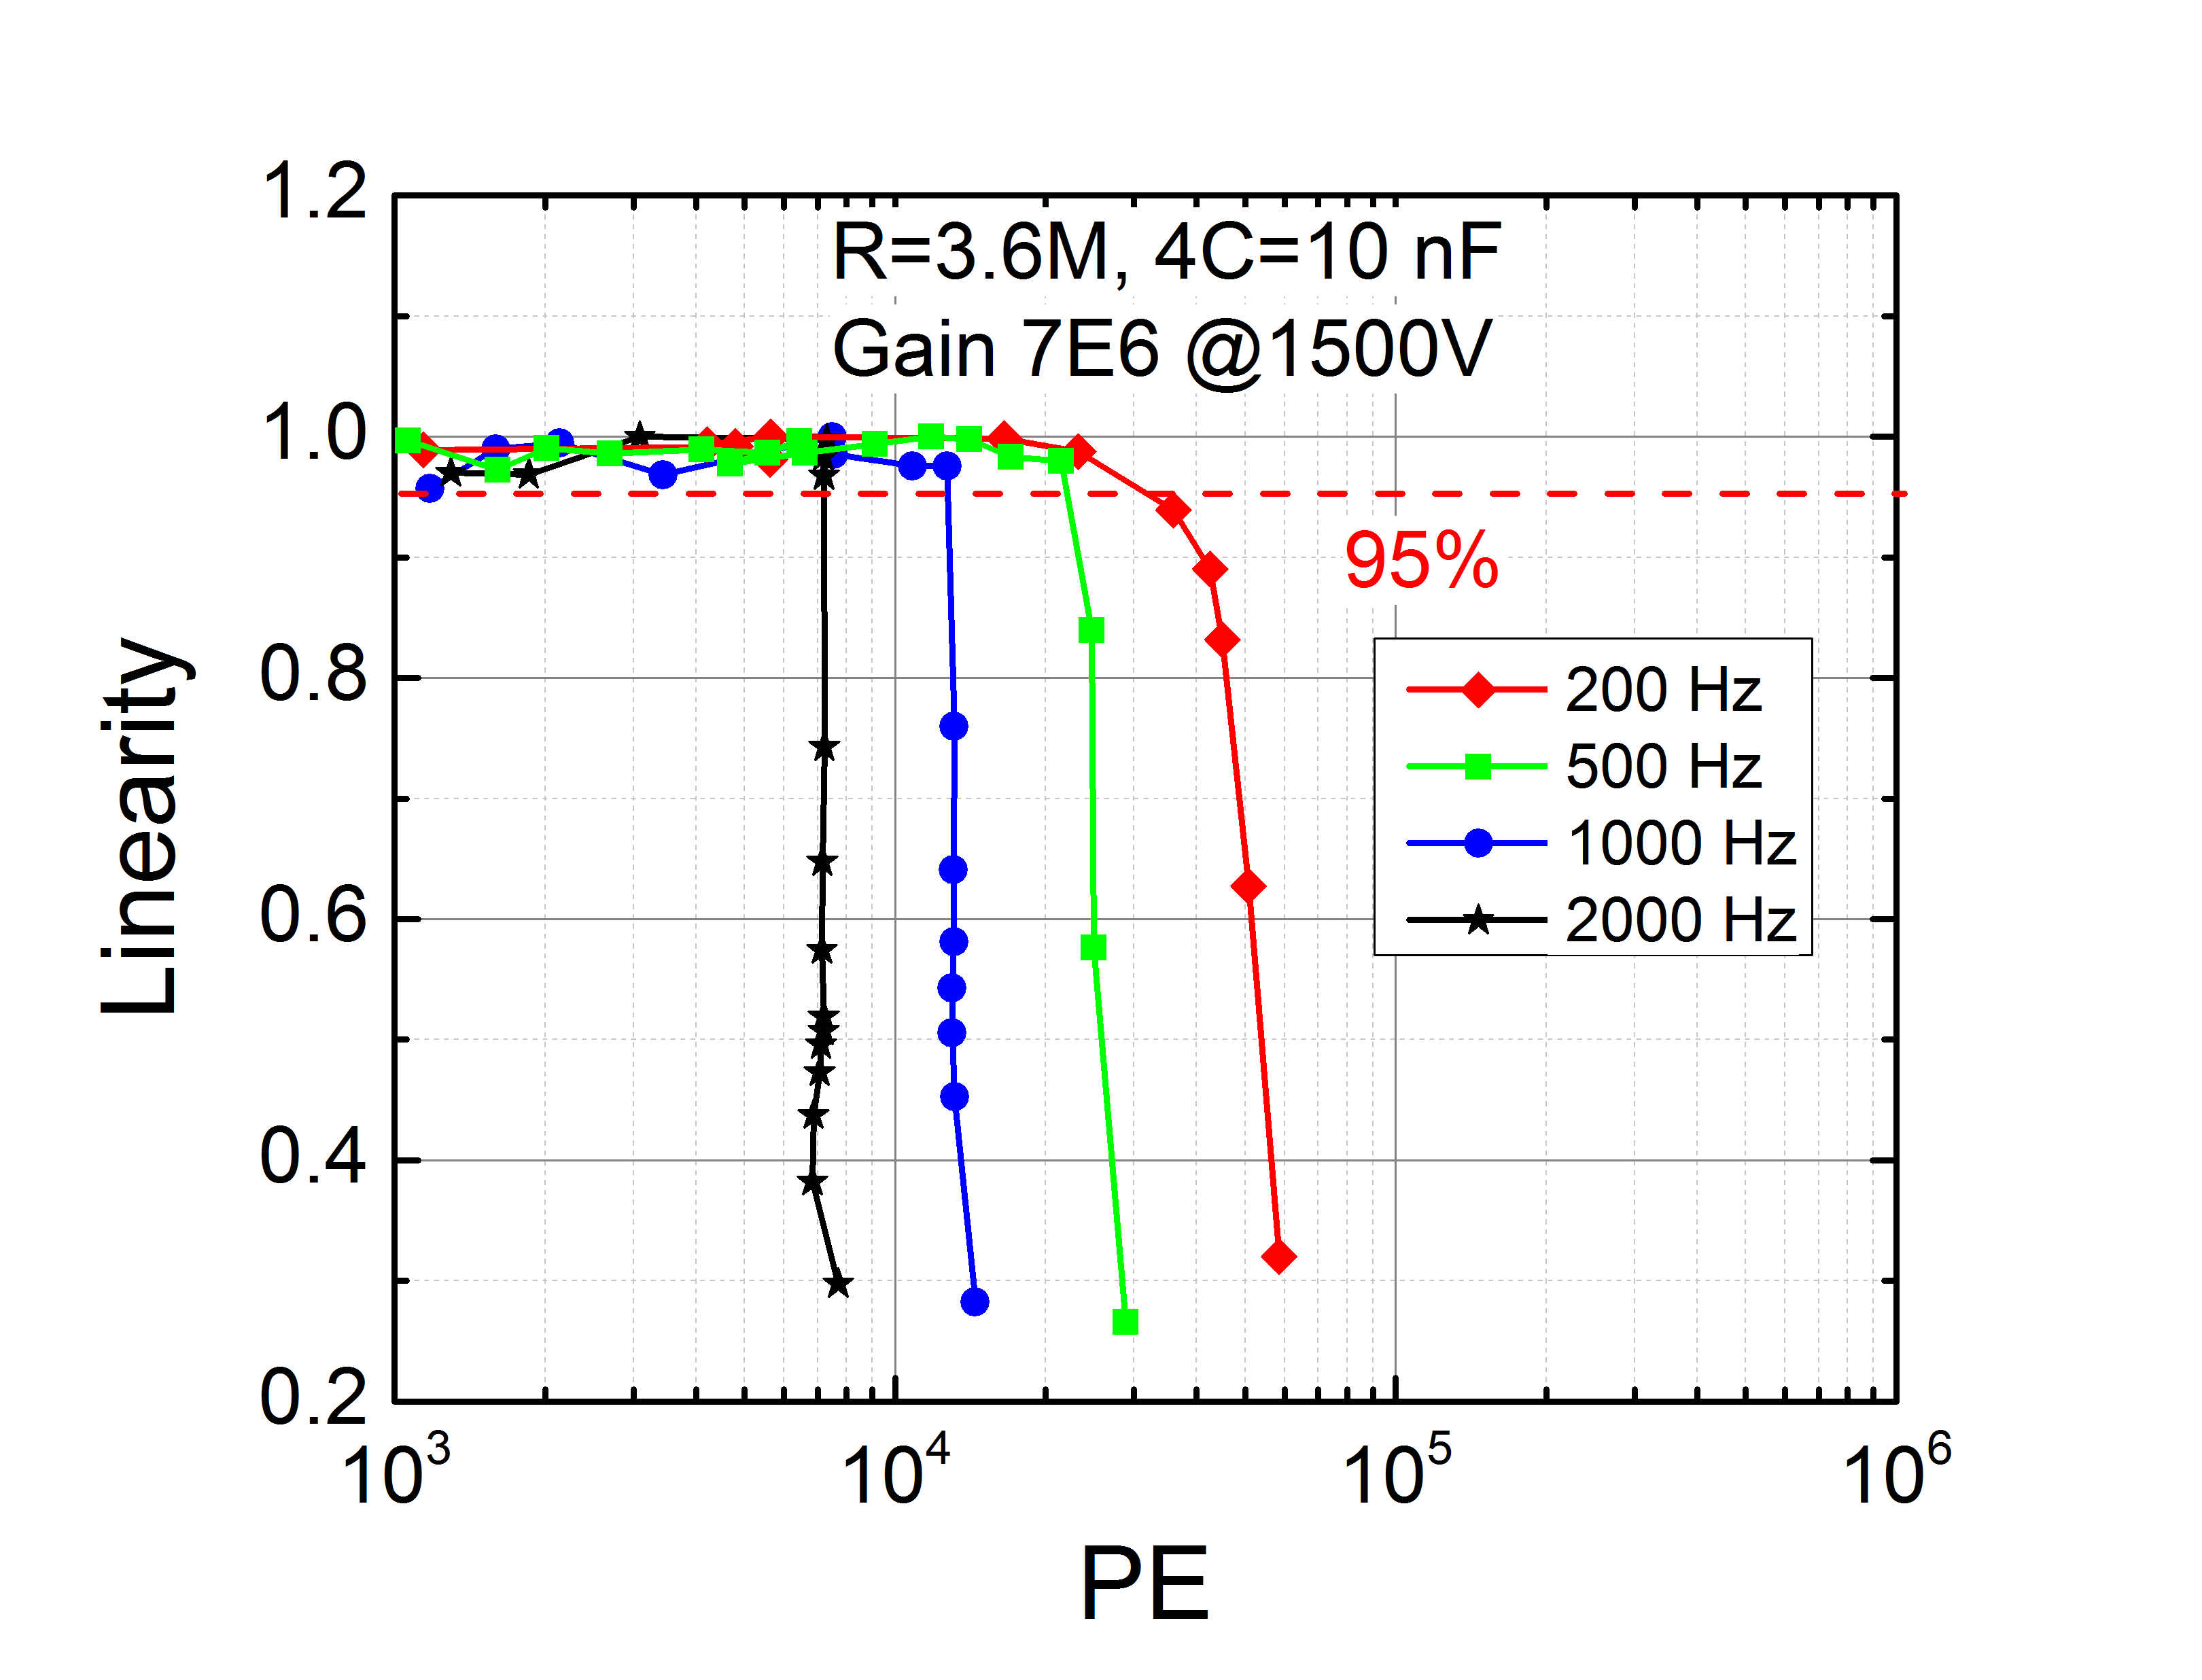 R=3.6M, 4C=10 nF
Gain 7E6 @1500V
1.2
1.0
0.8
0.6
0.4
0.2
Linearity
95%
200 Hz
500 Hz
1000 Hz
2000 Hz
10³ 10⁴ 10⁵ 10⁶
PE